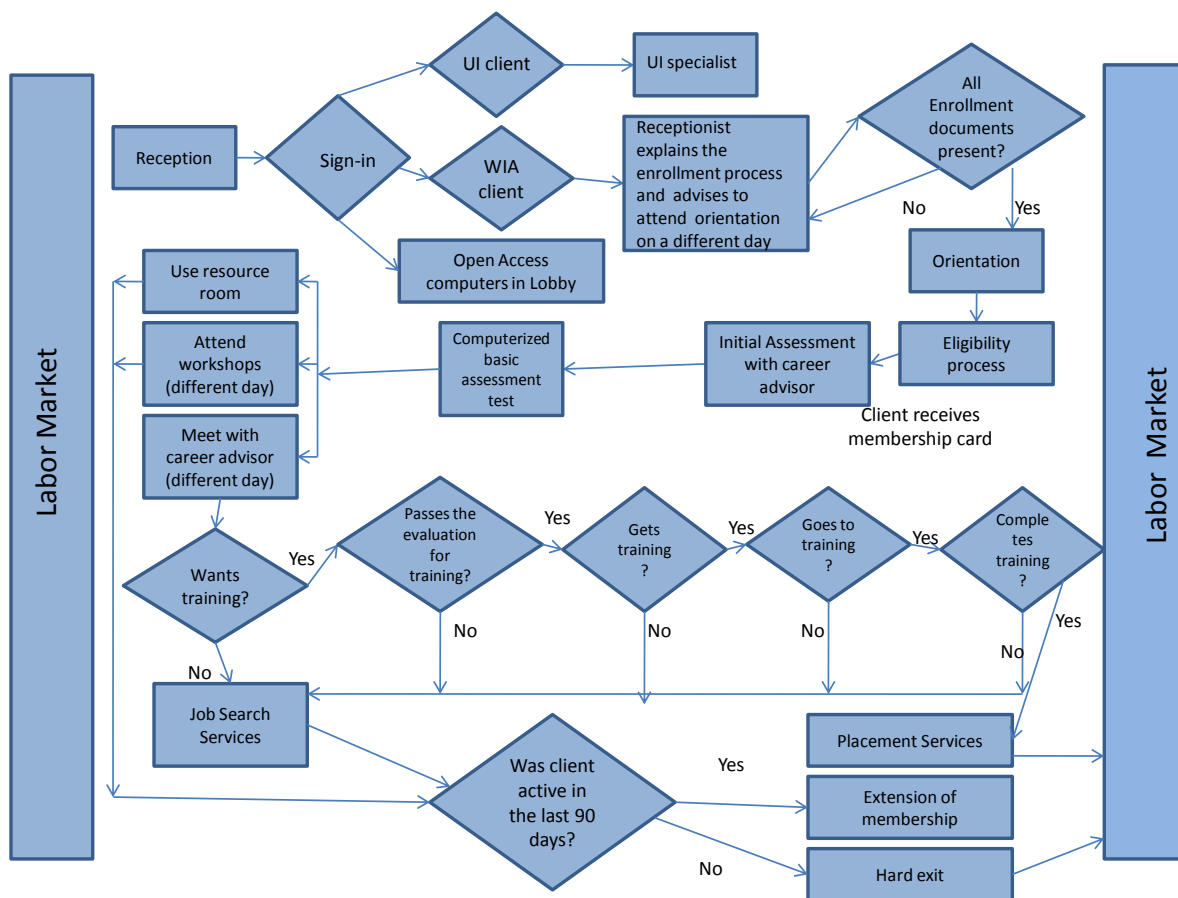 Labor Market
Reception
Sign-in
UI client
UI specialist
WIA
client
Open Access
computers in Lobby
Receptionist
explains the
enrollment process
and  advises to
attend  orientation
on a different day
All
Enrollment
documents
present?
No
Yes
Orientation
Eligibility
process
Initial Assessment
with career
advisor
Client receives
membership card
Computerized
basic
assessment
test
Use resource
room
Attend
workshops
(different day)
Meet with
career advisor
(different day)
Wants
training?
Yes
No
Passes the
evaluation
for
training?
Yes
No
Gets
training
?
Yes
No
Goes to
training
?
Yes
No
Comple
tes
training
?
Yes
No
Job Search
Services
Was client
active in
the last 90
days?
Yes
No
Placement Services
Extension of
membership
Hard exit
Labor  Market